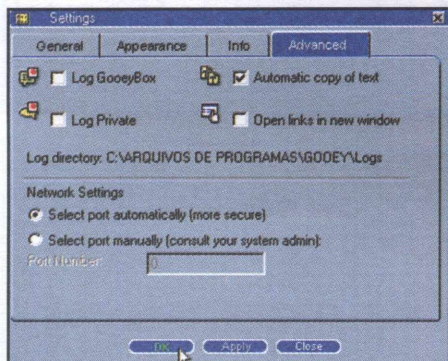 Settings
General Appearance Info Advanced
Log GooeyBox Automatic copy of text
Log Private Open links in new window
Log directory: C:\ARQUIVOS DE PROGRAMAS\GOOEY\Logs
Network Settings
Select port automatically (more secure)
Select port manually (consult your system admin):
Port Number: 0
OK Apply Close